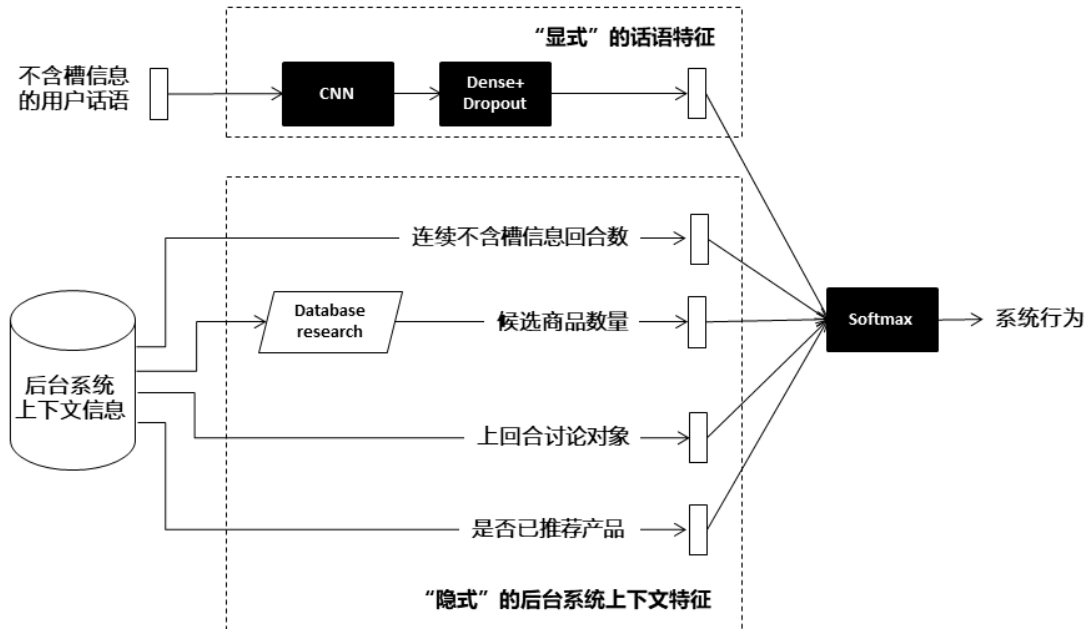 “显式”的话语特征
不含槽信息
的用户话语
CNN
Dense+
Dropout
连续不含槽信息回合数
Database
research
候选商品数量
Softmax
系统行为
后台系统
上下文信息
上回合讨论对象
是否已推荐产品
“隐式”的后台系统上下文特征